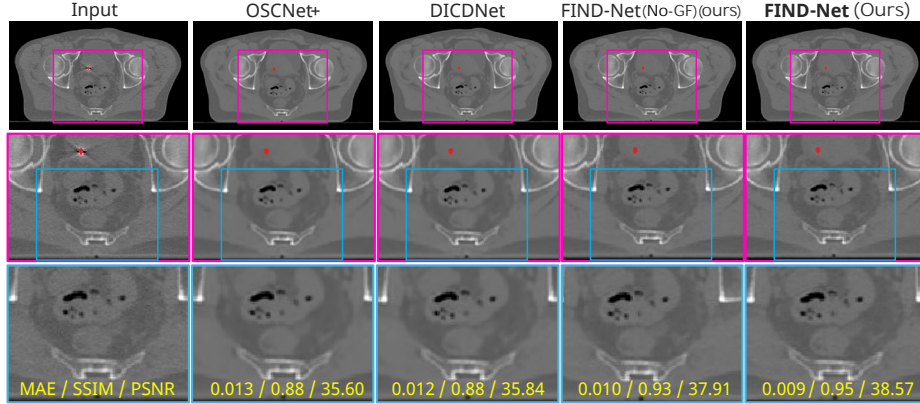 Input OSCNet+ DICDNet FIND-Net (No-GF) (ours) FIND-Net (Ours)
MAE / SSIM / PSNR 0.013 / 0.88 / 35.60 0.012 / 0.88 / 35.84 0.010 / 0.93 / 37.91 0.009 / 0.95 / 38.57